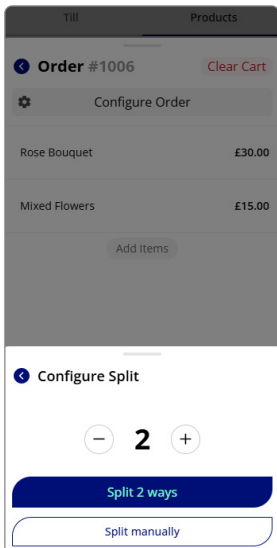 Till Products
Order #1006 Clear Cart
Configure Order
Rose Bouquet £30.00
Mixed Flowers £15.00
Add Items
Configure Split
− 2 +
Split 2 ways
Split manually